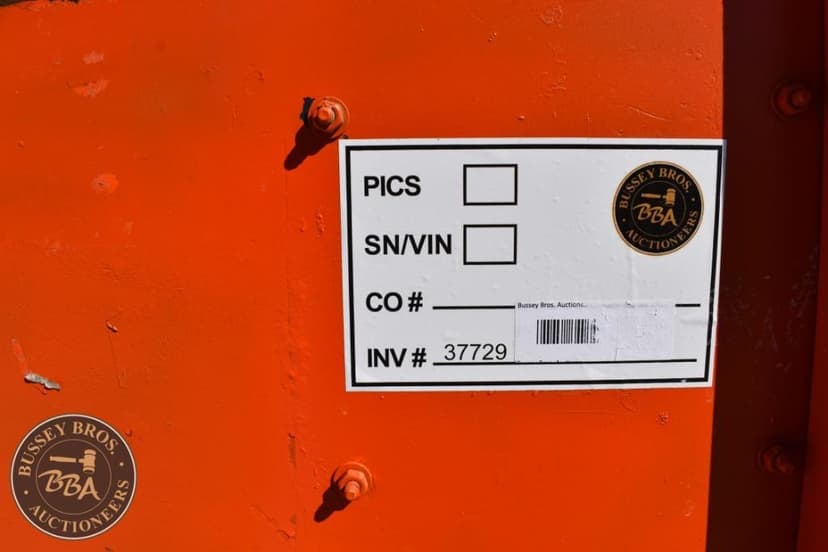 PICS
SN/VIN
CO #
Bussey Bros. Auctions
INV # 37729
BUSSEY BROS.
BBA
AUCTIONEERS
BUSSEY BROS.
BBA
AUCTIONEERS